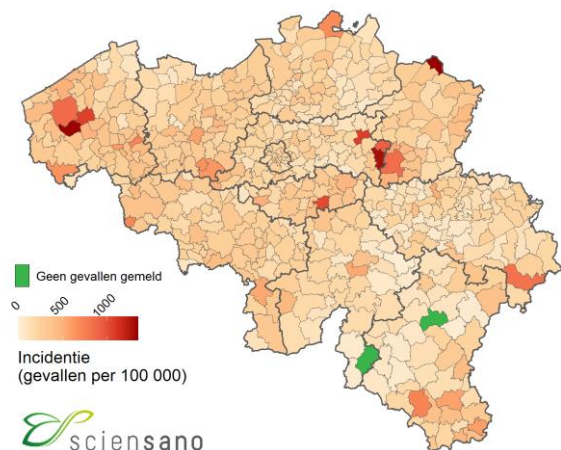 Geen gevallen gemeld
0 500 1000
Incidentie
(gevallen per 100 000)
sciensano